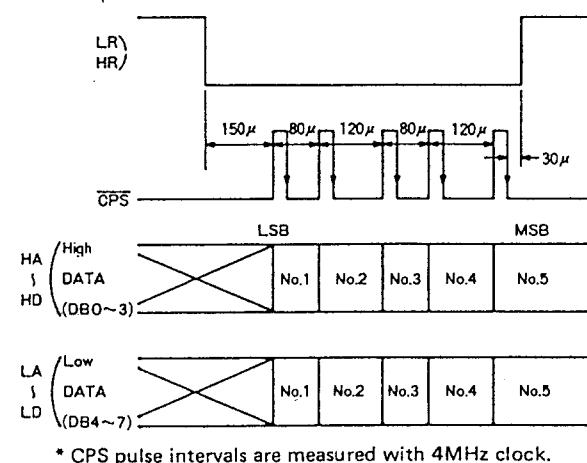 LR
HR
150μ 80μ 120μ 80μ 120μ
30μ
CPS
LSB MSB
HA High
∫ DATA No.1 No.2 No.3 No.4 No.5
HD (DB0~3)
LA Low
∫ DATA No.1 No.2 No.3 No.4 No.5
LD (DB4~7)
* CPS pulse intervals are measured with 4MHz clock.